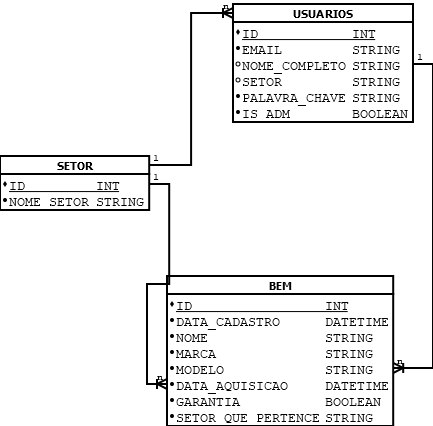 USUARIOS
ID INT
EMAIL STRING
NOME_COMPLETO STRING
SETOR STRING
PALAVRA_CHAVE STRING
IS_ADM BOOLEAN
n
1
SETOR
ID INT
NOME_SETOR STRING
1
1
BEM
ID INT
DATA_CADASTRO DATETIME
NOME STRING
MARCA STRING
MODELO STRING
DATA_AQUISICAO DATETIME
GARANTIA BOOLEAN
SETOR_QUE_PERTENCE STRING
n
n